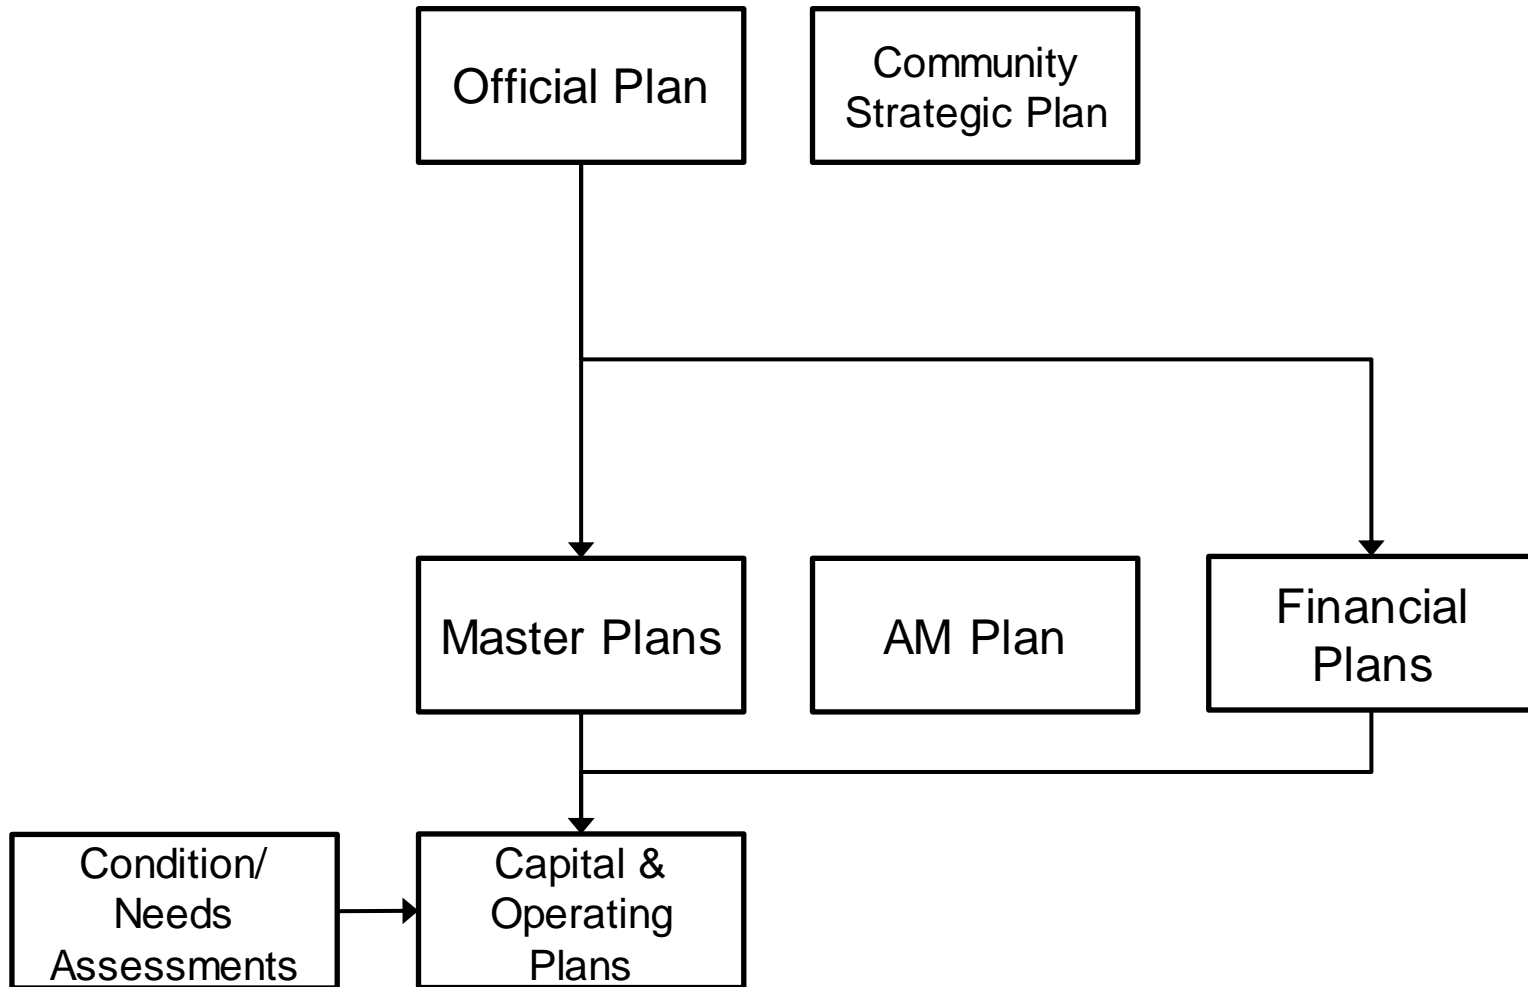 Official Plan
Community
Strategic Plan
Master Plans
AM Plan
Financial
Plans
Condition/
Needs
Assessments
Capital &
Operating
Plans